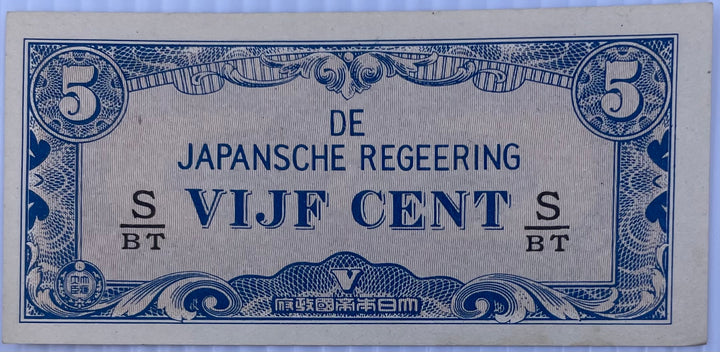 5 5
DE
JAPANSCHE REGEERING
S VIJF CENT S
BT BT
V
大日本帝國政府